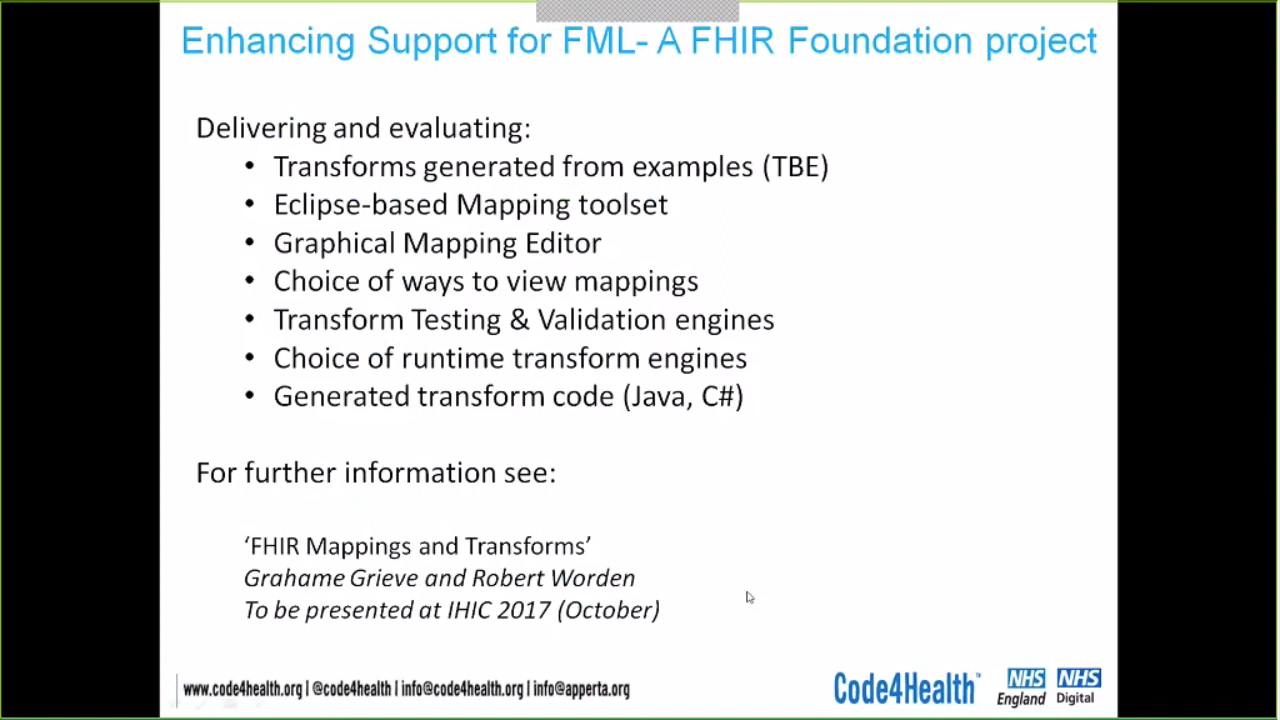 Enhancing Support for FML- A FHIR Foundation project
Delivering and evaluating:
• Transforms generated from examples (TBE)
• Eclipse-based Mapping toolset
• Graphical Mapping Editor
• Choice of ways to view mappings
• Transform Testing & Validation engines
• Choice of runtime transform engines
• Generated transform code (Java, C#)
For further information see:
‘FHIR Mappings and Transforms’
Grahame Grieve and Robert Worden
To be presented at IHIC 2017 (October)
www.code4health.org | @code4health | info@code4health.org | info@apperta.org
Code4Health™
NHS
England
NHS
Digital